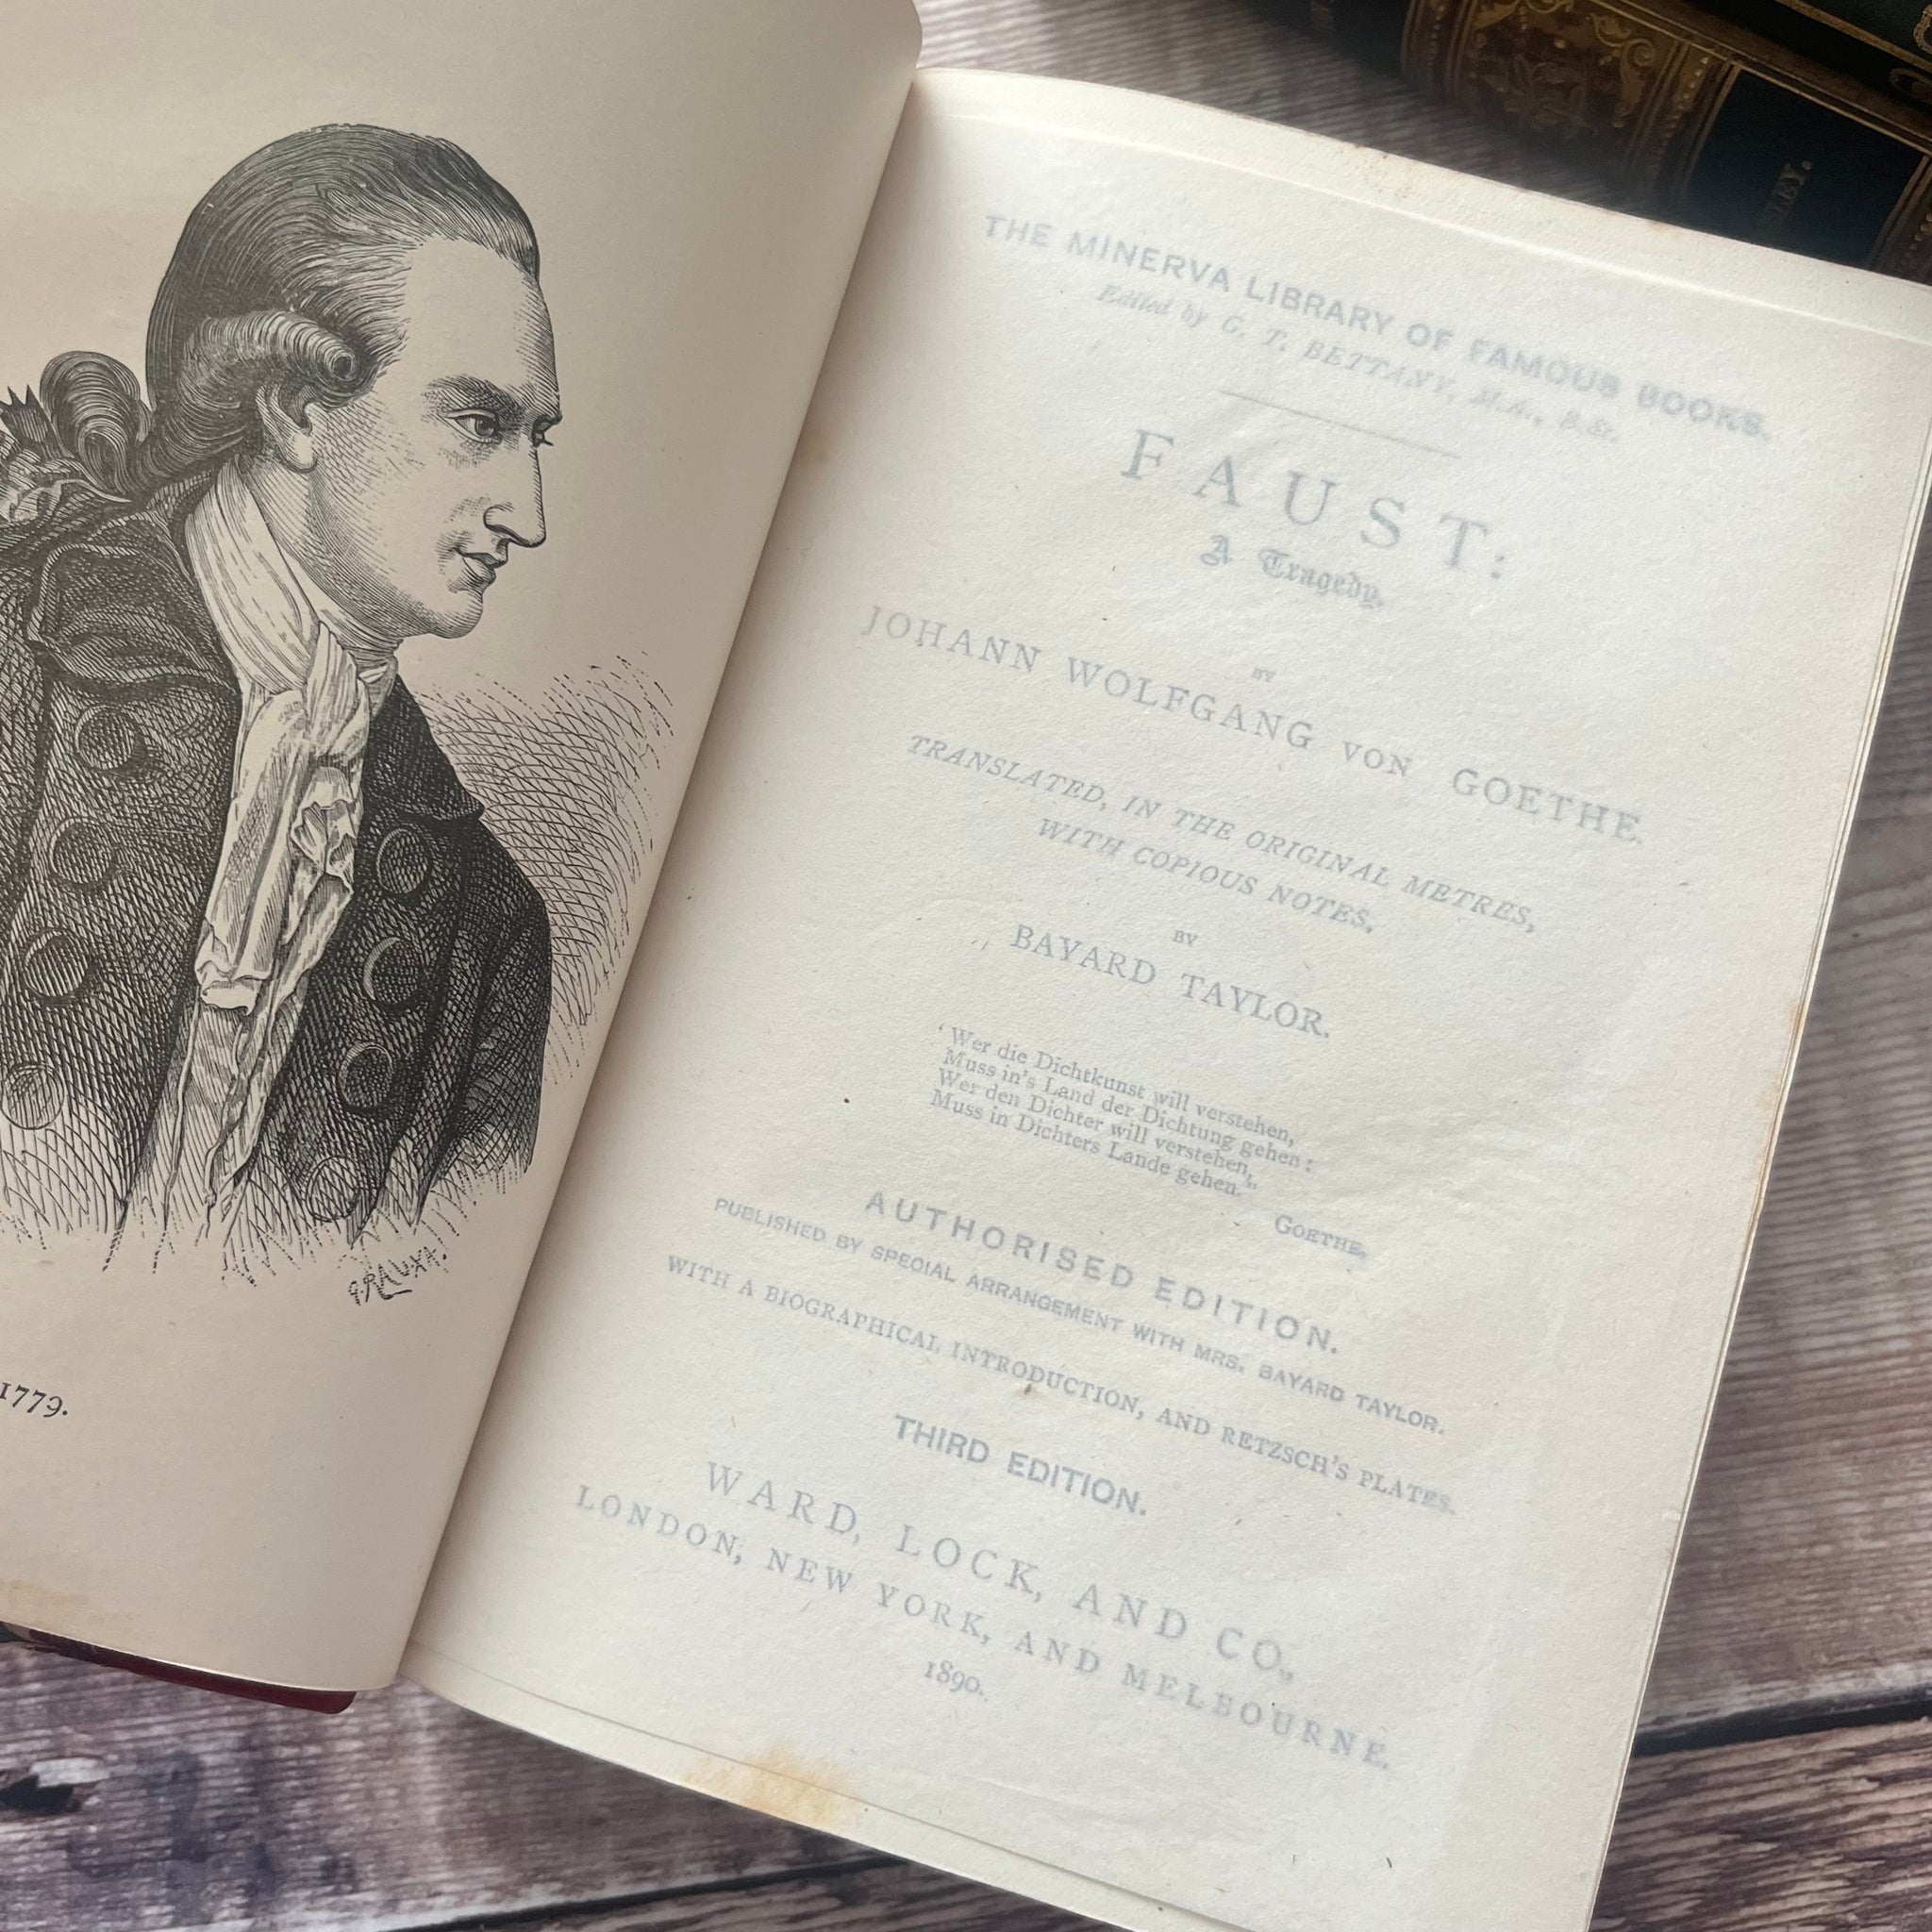 G. RAUXA.
1779.
THE MINERVA LIBRARY OF FAMOUS BOOKS.
Edited by G. T. BETTANY, M.A., B.Sc.
FAUST:
A Tragedy.
BY
JOHANN WOLFGANG VON GOETHE.
TRANSLATED, IN THE ORIGINAL METRES,
WITH COPIOUS NOTES.
BY
BAYARD TAYLOR.
'Wer die Dichtkunst will verstehen,
Muss in's Land der Dichtung gehen:
Wer den Dichter will verstehen,
Muss in Dichters Lande gehen.'
GOETHE.
AUTHORISED EDITION.
PUBLISHED BY SPECIAL ARRANGEMENT WITH MRS. BAYARD TAYLOR.
WITH A BIOGRAPHICAL INTRODUCTION, AND RETZSCH'S PLATES.
THIRD EDITION.
WARD, LOCK, AND CO.,
LONDON, NEW YORK, AND MELBOURNE.
1890.